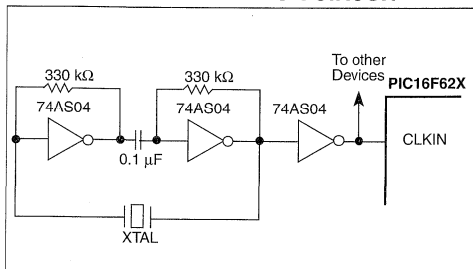 330 kΩ
330 kΩ
To other
Devices
PIC16F62X
74AS04
74AS04
74AS04
CLKIN
0.1 µF
XTAL